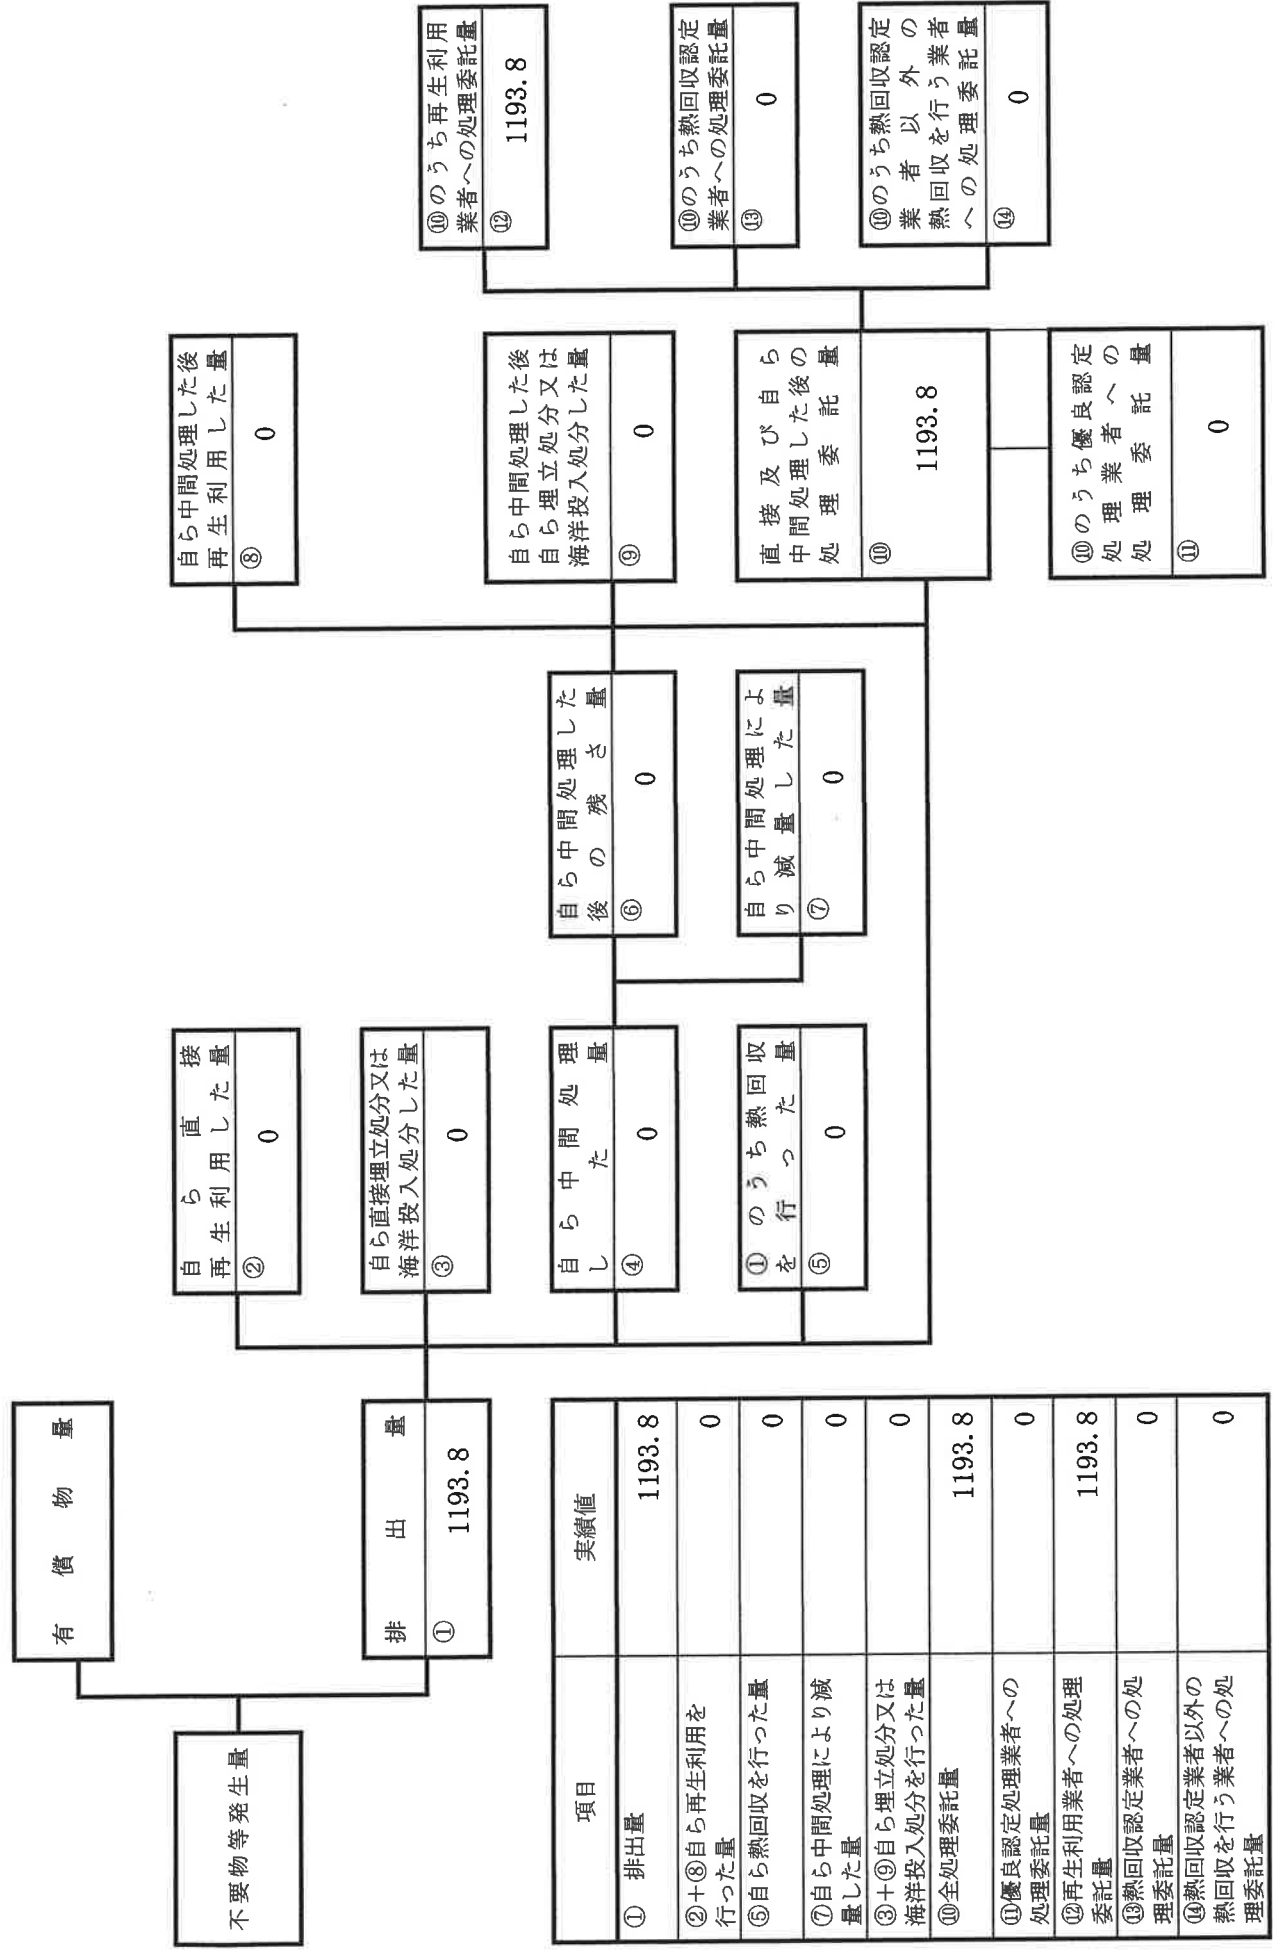 不要物等発生量
有償物量
排出量
① 1193.8
自ら直接
再生利用した量
② 0
自ら直接埋立処分又は
海洋投入処分した量
③ 0
自ら中間処理
した量
④ 0
①のうち熱回収
を行った量
⑤ 0
自ら中間処理した
後の残さ量
⑥ 0
自ら中間処理によ
り減量した量
⑦ 0
自ら中間処理した後
再生利用した量
⑧ 0
自ら中間処理した後
自ら埋立処分又は
海洋投入処分した量
⑨ 0
直接及び自ら
中間処理した後の
処理委託量
⑩ 1193.8
⑩のうち優良認定
処理業者への
処理委託量
⑪ 0
⑩のうち再生利用
業者への処理委託量
⑫ 1193.8
⑩のうち熱回収認定
業者への処理委託量
⑬ 0
⑩のうち熱回収認定
業者以外の
熱回収を行う業者
への処理委託量
⑭ 0
項目 実績値
① 排出量 1193.8
②+⑧自ら再生利用を
行った量 0
⑤自ら熱回収を行った量 0
⑦自ら中間処理により減
量した量 0
③+⑨自ら埋立処分又は
海洋投入処分を行った量 0
⑩全処理委託量 1193.8
⑪優良認定処理業者への
処理委託量 0
⑫再生利用業者への処理
委託量 1193.8
⑬熱回収認定業者への処
理委託量 0
⑭熱回収認定業者以外の
熱回収を行う業者への処
理委託量 0